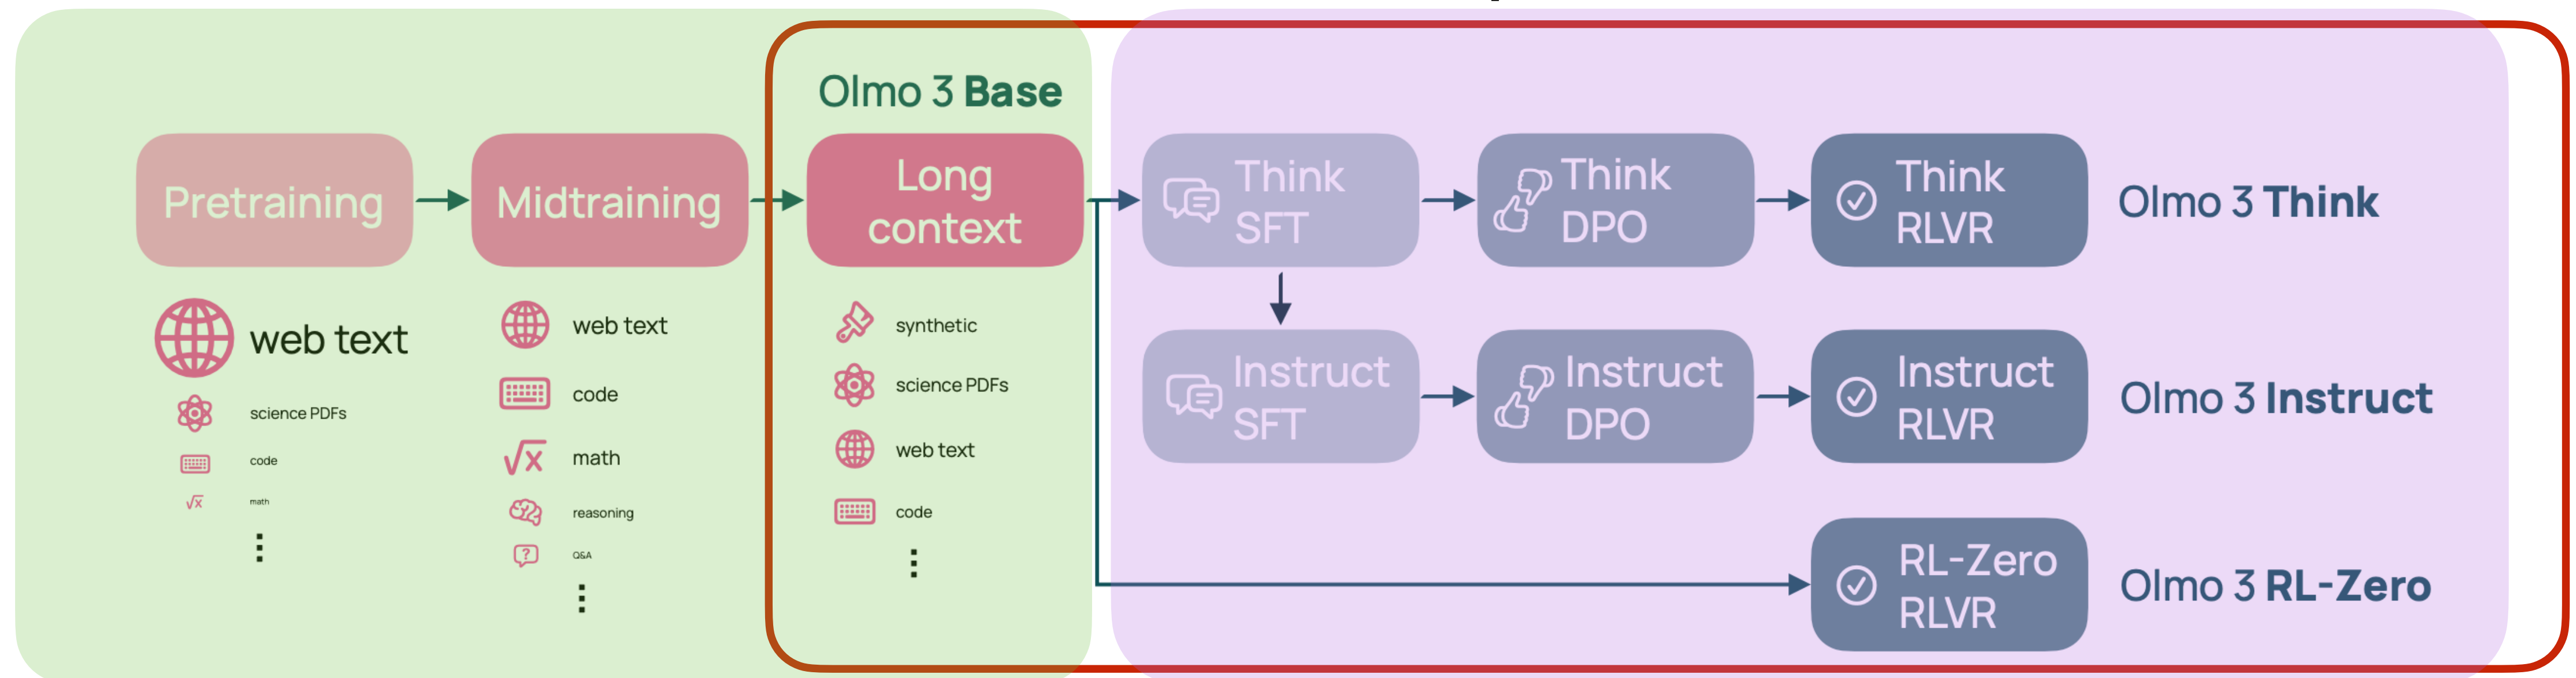 Olmo 3 Base
Pretraining
Midtraining
Long
context
web text
science PDFs
code
math
web text
code
math
reasoning
Q&A
synthetic
science PDFs
web text
code
Think
SFT
Think
DPO
Think
RLVR
Olmo 3 Think
Instruct
SFT
Instruct
DPO
Instruct
RLVR
Olmo 3 Instruct
RL-Zero
RLVR
Olmo 3 RL-Zero